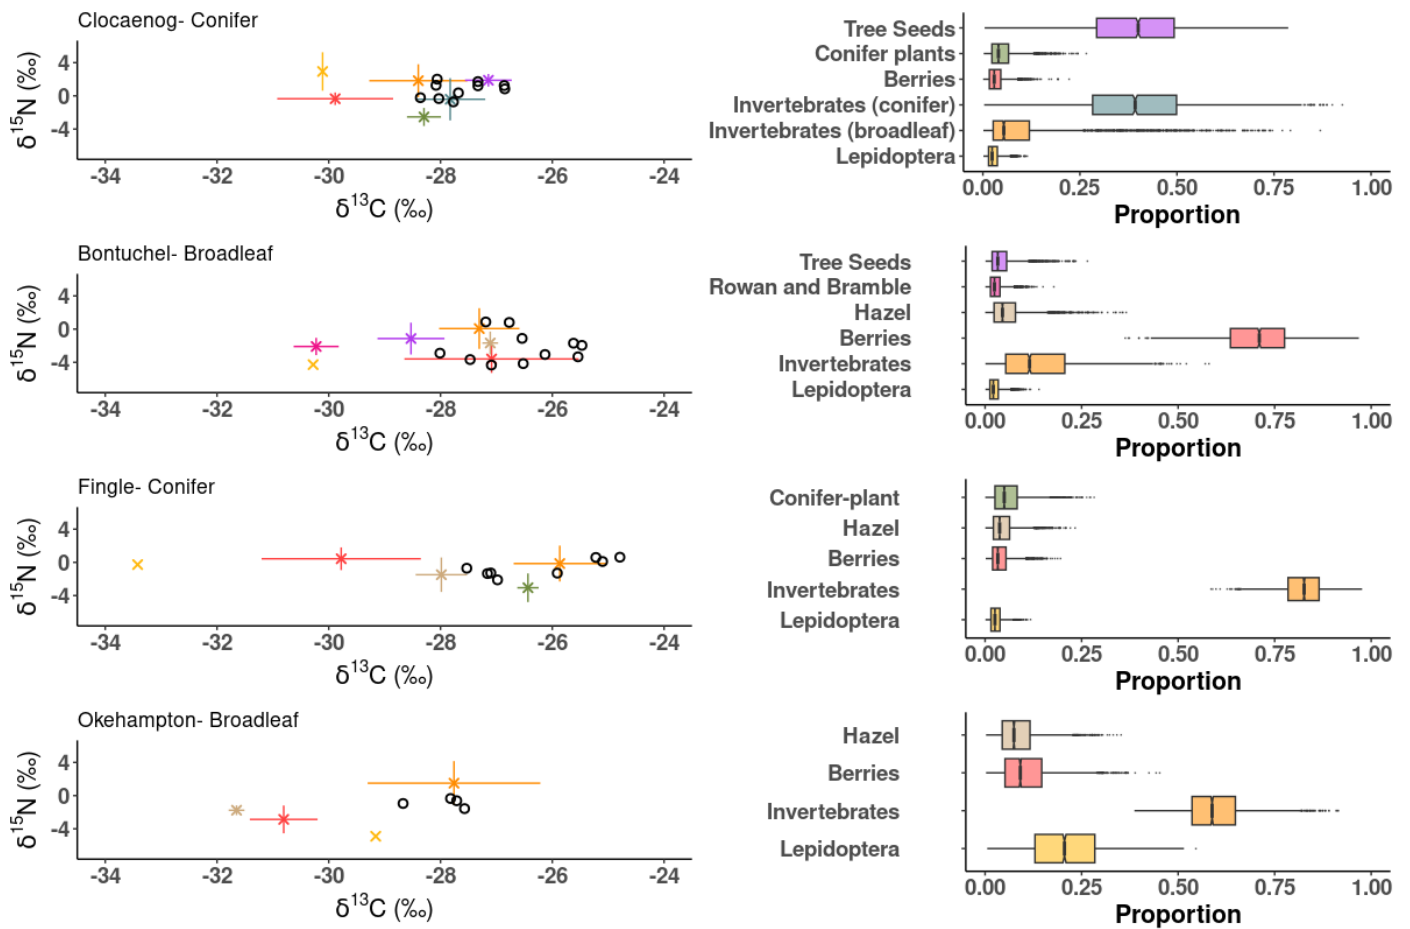 Clocaenog- Conifer
δ15N (‰)
4
0
-4
-34 -32 -30 -28 -26 -24
δ13C (‰)
Tree Seeds
Conifer plants
Berries
Invertebrates (conifer)
Invertebrates (broadleaf)
Lepidoptera
0.00 0.25 0.50 0.75 1.00
Proportion
Bontuchel- Broadleaf
δ15N (‰)
4
0
-4
-34 -32 -30 -28 -26 -24
δ13C (‰)
Tree Seeds
Rowan and Bramble
Hazel
Berries
Invertebrates
Lepidoptera
0.00 0.25 0.50 0.75 1.00
Proportion
Fingle- Conifer
δ15N (‰)
4
0
-4
-34 -32 -30 -28 -26 -24
δ13C (‰)
Conifer-plant
Hazel
Berries
Invertebrates
Lepidoptera
0.00 0.25 0.50 0.75 1.00
Proportion
Okehampton- Broadleaf
δ15N (‰)
4
0
-4
-34 -32 -30 -28 -26 -24
δ13C (‰)
Hazel
Berries
Invertebrates
Lepidoptera
0.00 0.25 0.50 0.75 1.00
Proportion